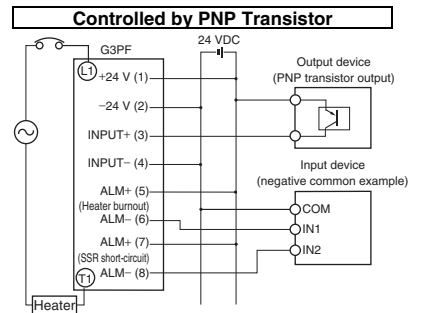 Controlled by PNP Transistor
24 VDC
G3PF
L1
+24 V (1)
−24 V (2)
INPUT+ (3)
INPUT− (4)
ALM+ (5)
(Heater burnout)
ALM− (6)
ALM+ (7)
(SSR short-circuit)
ALM− (8)
T1
Heater
Output device
(PNP transistor output)
Input device
(negative common example)
COM
IN1
IN2